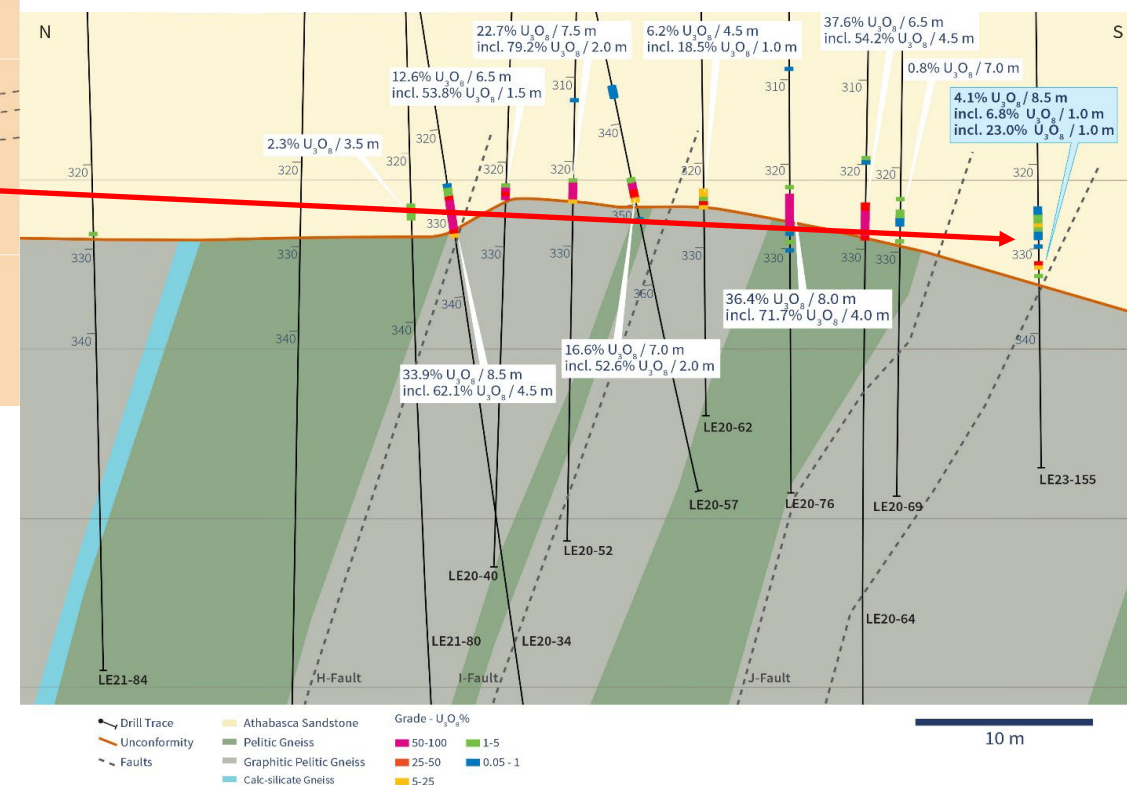 N
S
22.7% U₃O₈ / 7.5 m
incl. 79.2% U₃O₈ / 2.0 m
6.2% U₃O₈ / 4.5 m
incl. 18.5% U₃O₈ / 1.0 m
37.6% U₃O₈ / 6.5 m
incl. 54.2% U₃O₈ / 4.5 m
12.6% U₃O₈ / 6.5 m
incl. 53.8% U₃O₈ / 1.5 m
0.8% U₃O₈ / 7.0 m
4.1% U₃O₈ / 8.5 m
incl. 6.8% U₃O₈ / 1.0 m
incl. 23.0% U₃O₈ / 1.0 m
2.3% U₃O₈ / 3.5 m
310
310
310
340
320
320
320
320
320
320
320
320
320
320
320
330
350
330
330
330
330
330
330
330
330
330
340
360
340
340
340
340
36.4% U₃O₈ / 8.0 m
incl. 71.7% U₃O₈ / 4.0 m
16.6% U₃O₈ / 7.0 m
incl. 52.6% U₃O₈ / 2.0 m
33.9% U₃O₈ / 8.5 m
incl. 62.1% U₃O₈ / 4.5 m
LE20-62
LE23-155
LE20-57
LE20-76
LE20-69
LE20-52
LE20-40
LE20-64
LE21-80
LE20-34
LE21-84
H-Fault
I-Fault
J-Fault
Drill Trace
Unconformity
Faults
Athabasca Sandstone
Pelitic Gneiss
Graphitic Pelitic Gneiss
Calc-silicate Gneiss
Grade - U₃O₈%
50-100
25-50
5-25
1-5
0.05 - 1
10 m